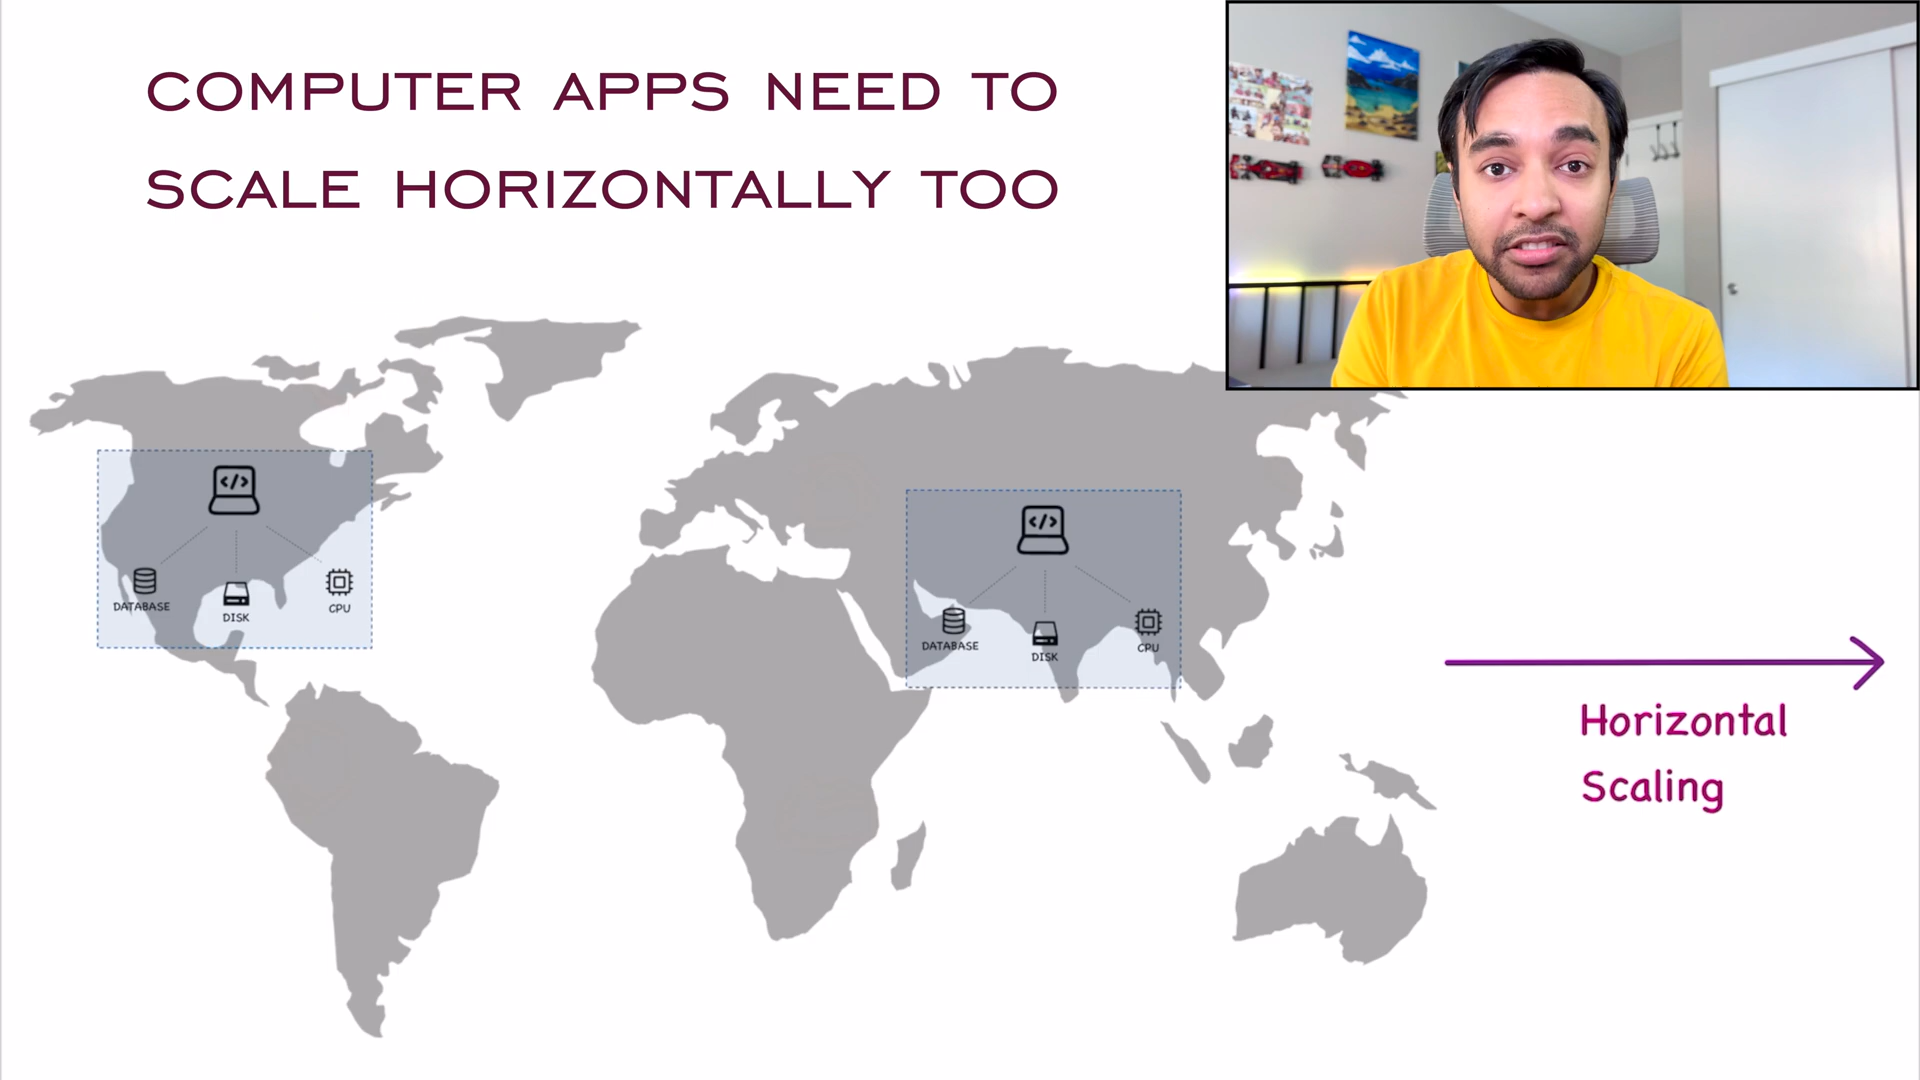 COMPUTER APPS NEED TO
SCALE HORIZONTALLY TOO
</>
DATABASE
DISK
CPU
</>
DATABASE
DISK
CPU
Horizontal
Scaling